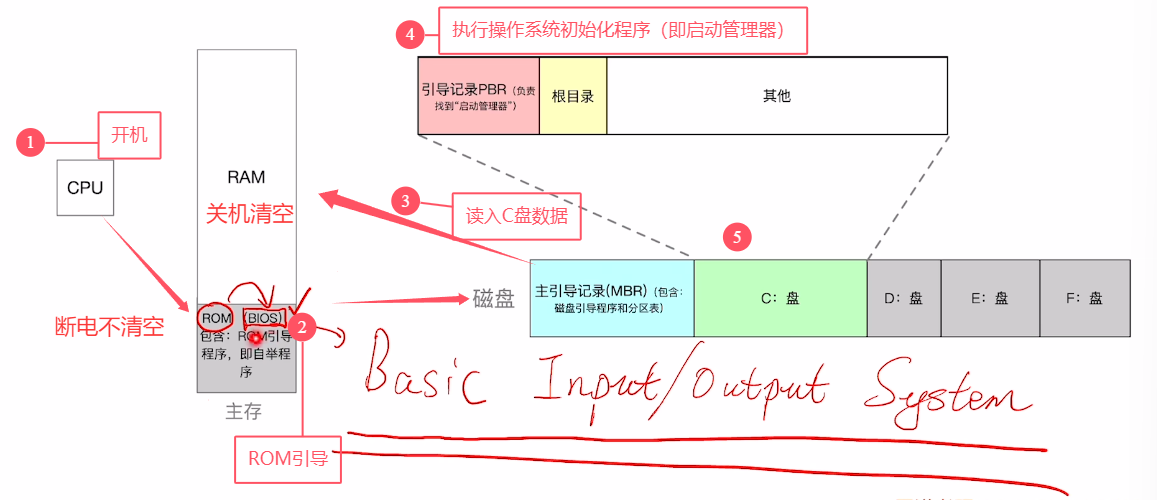 4
执行操作系统初始化程序（即启动管理器）
引导记录PBR（负责
找到“启动管理器”）
根目录
其他
1
开机
CPU
RAM
关机清空
3
读入C盘数据
5
磁盘
主引导记录(MBR)（包含：
磁盘引导程序和分区表）
C：盘
D：盘
E：盘
F：盘
断电不清空
ROM (BIOS)
2
包含：ROM引导
程序，即自举程
序
主存
Basic Input/Output System
ROM引导